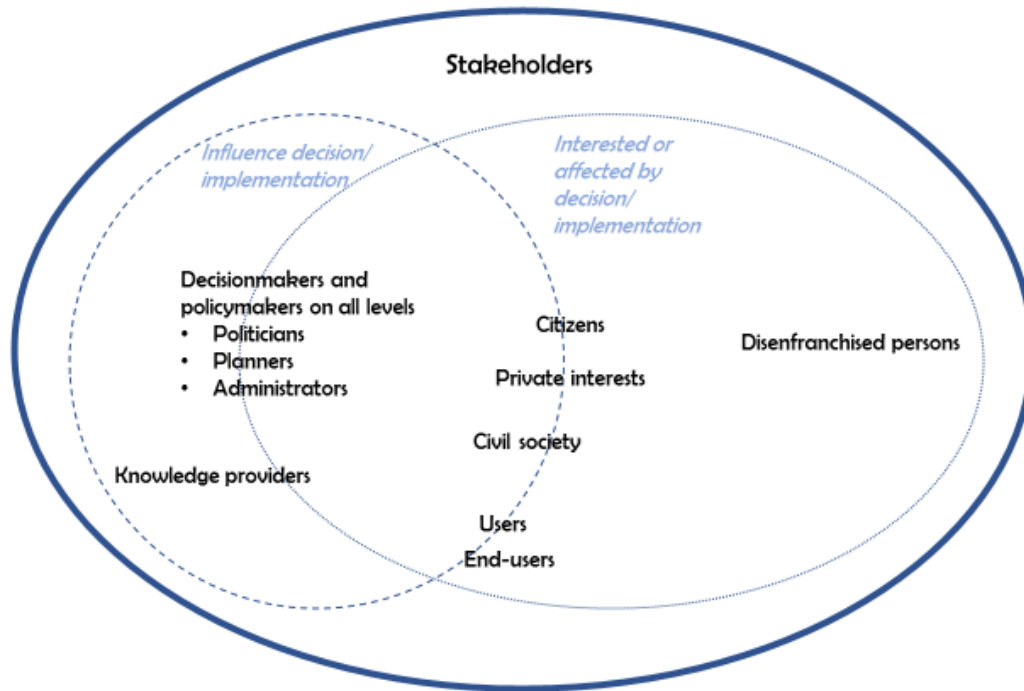 Stakeholders
Influence decision/
implementation
Interested or
affected by
decision/
implementation
Decisionmakers and
policymakers on all levels
• Politicians
• Planners
• Administrators
Citizens
Disenfranchised persons
Private interests
Civil society
Knowledge providers
Users
End-users